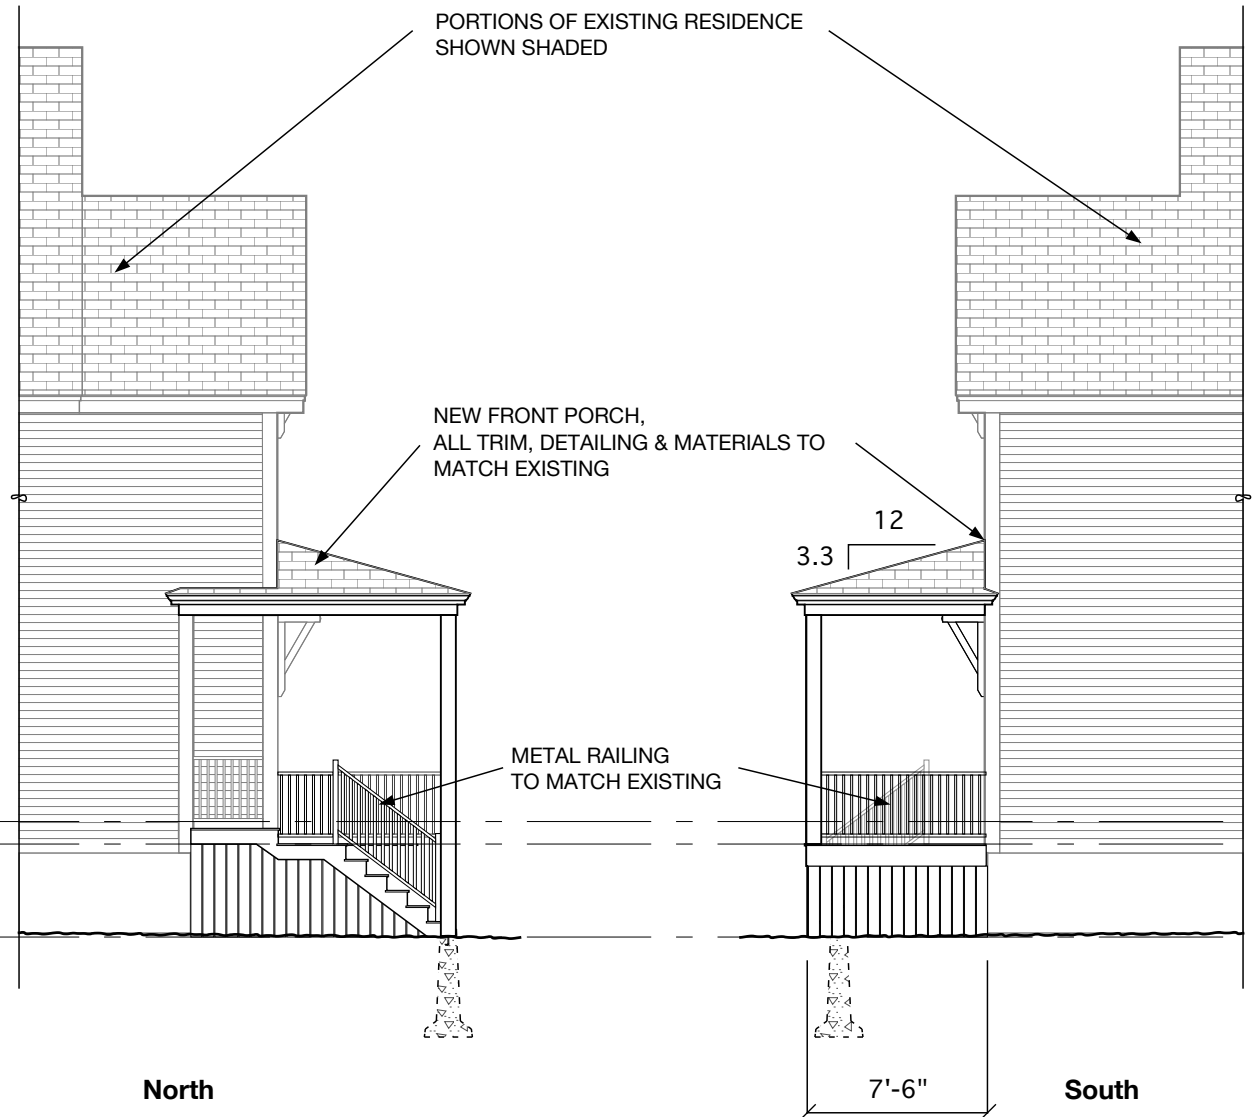 PORTIONS OF EXISTING RESIDENCE
SHOWN SHADED
NEW FRONT PORCH,
ALL TRIM, DETAILING & MATERIALS TO
MATCH EXISTING
12
3.3
METAL RAILING
TO MATCH EXISTING
7'-6"
North
South